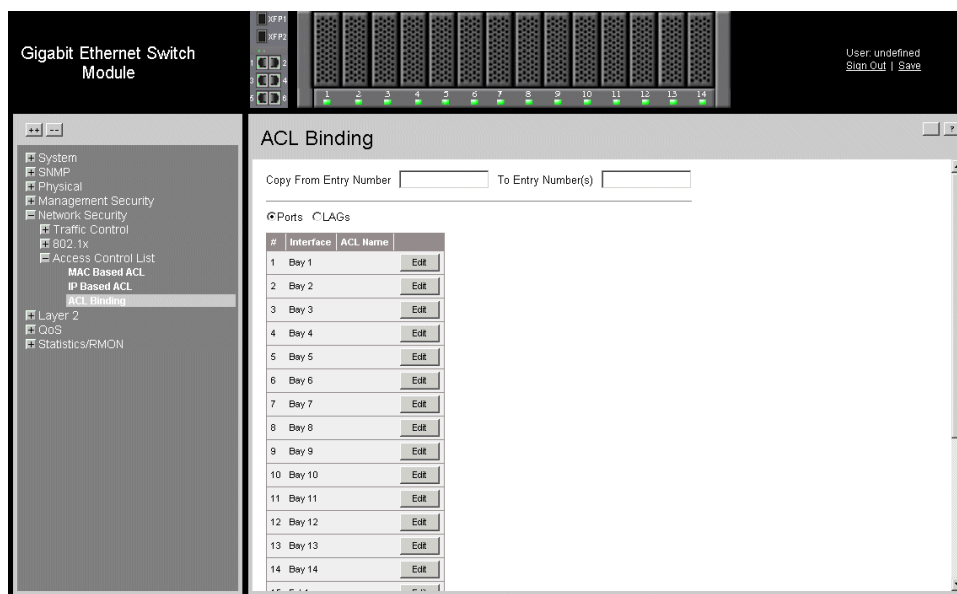 Gigabit Ethernet Switch
Module
XFP1
XFP2
1 2
3 4
5 6
1 2 3 4 5 6 7 8 9 10 11 12 13 14
User: undefined
Sign Out | Save
++ --
System
SNMP
Physical
Management Security
Network Security
Traffic Control
802.1x
Access Control List
MAC Based ACL
IP Based ACL
ACL Binding
Layer 2
QoS
Statistics/RMON
ACL Binding
?
Copy From Entry Number To Entry Number(s)
Ports LAGs
# Interface ACL Name
1 Bay 1 Edit
2 Bay 2 Edit
3 Bay 3 Edit
4 Bay 4 Edit
5 Bay 5 Edit
6 Bay 6 Edit
7 Bay 7 Edit
8 Bay 8 Edit
9 Bay 9 Edit
10 Bay 10 Edit
11 Bay 11 Edit
12 Bay 12 Edit
13 Bay 13 Edit
14 Bay 14 Edit